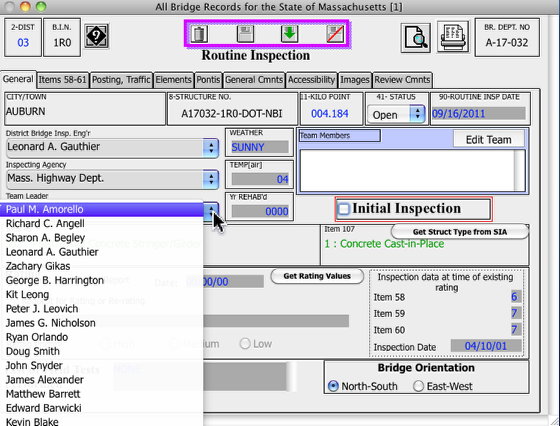 All Bridge Records for the State of Massachusetts [1]
2-DIST
03
B.I.N.
1R0
Routine Inspection
BR. DEPT. NO
A-17-032
General
Items 58-61
Posting, Traffic
Elements
Pontis
General Cmnts
Accessibility
Images
Review Cmnts
CITY/TOWN
AUBURN
8-STRUCTURE NO.
A17032-1R0-DOT-NBI
11-KILO POINT
004.184
41- STATUS
Open
90-ROUTINE INSP DATE
09/16/2011
District Bridge Insp. Eng'r
Leonard A. Gauthier
WEATHER
SUNNY
Team Members
Edit Team
Inspecting Agency
Mass. Highway Dept.
TEMP[air]
04
Team Leader
Yr REHAB'd
0000
Initial Inspection
Paul M. Amorello
Richard C. Angell
Sharon A. Begley
Leonard A. Gauthier
Zachary Gikas
George B. Harrington
Kit Leong
Peter J. Leovich
James G. Nicholson
Ryan Orlando
Doug Smith
John Snyder
James Alexander
Matthew Barrett
Edward Barwicki
Kevin Blake
Item 107
Get Struct Type from SIA
1 : Concrete Cast-in-Place
Date:
00/00/00
Get Rating Values
Inspection data at time of existing
rating
Item 58
6
Item 59
7
Item 60
7
Inspection Date
04/10/01
Medium
Low
Bridge Orientation
North-South
East-West